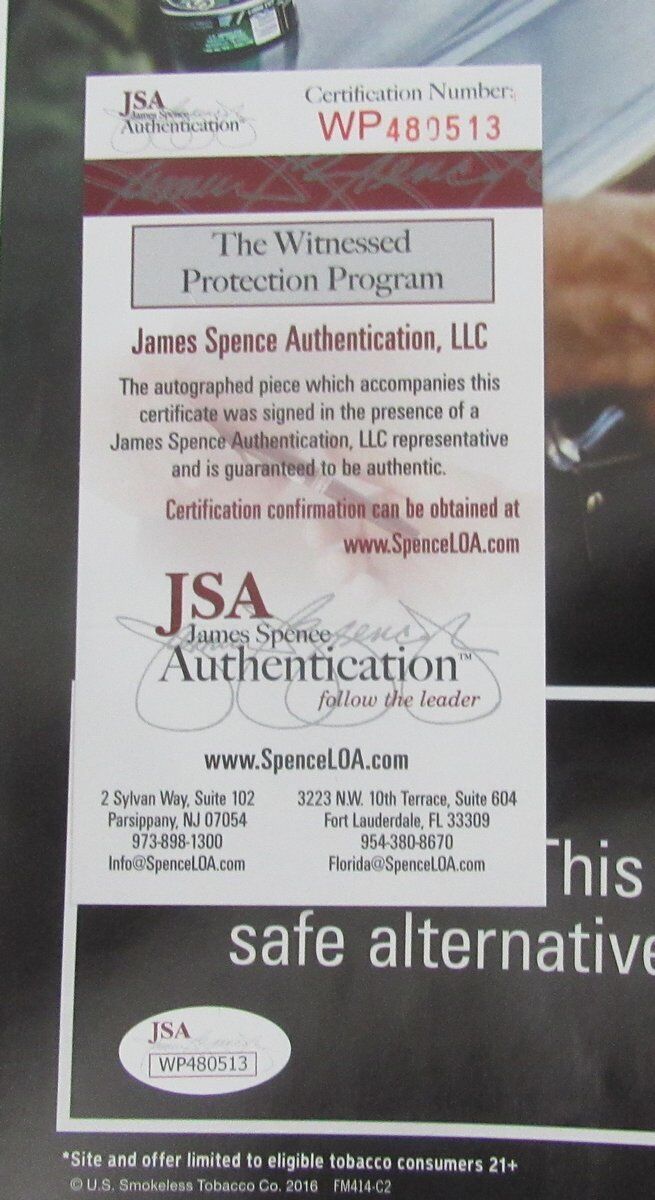 JSA
James Spence
Authentication
Certification Number:
WP480513
The Witnessed
Protection Program
James Spence Authentication, LLC
The autographed piece which accompanies this
certificate was signed in the presence of a
James Spence Authentication, LLC representative
and is guaranteed to be authentic.
Certification confirmation can be obtained at
www.SpenceLOA.com
JSA
James Spence
Authentication™
follow the leader
www.SpenceLOA.com
2 Sylvan Way, Suite 102
Parsippany, NJ 07054
973-898-1300
Info@SpenceLOA.com
3223 N.W. 10th Terrace, Suite 604
Fort Lauderdale, FL 33309
954-380-8670
Florida@SpenceLOA.com
This
safe alternative
JSA
WP480513
*Site and offer limited to eligible tobacco consumers 21+
© U.S. Smokeless Tobacco Co. 2016 FM414-C2